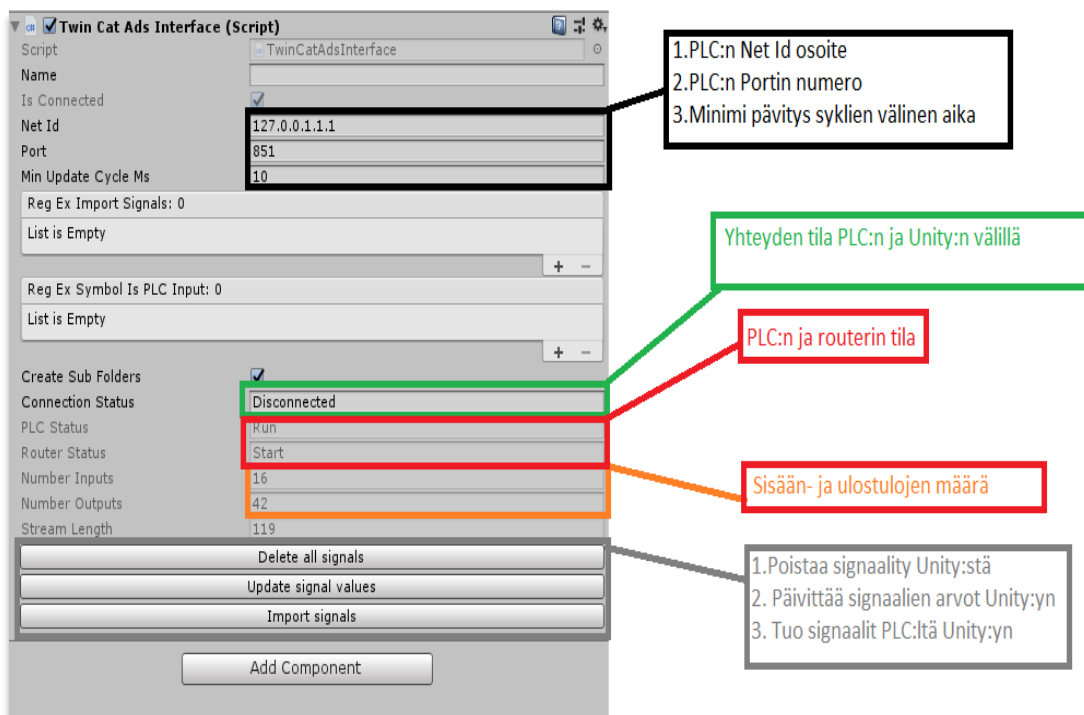 Twin Cat Ads Interface (Script)
Script TwinCatAdsInterface
Name
Is Connected
Net Id 127.0.0.1.1.1
Port 851
Min Update Cycle Ms 10
Reg Ex Import Signals: 0
List is Empty
+ −
Reg Ex Symbol Is PLC Input: 0
List is Empty
+ −
Create Sub Folders
Connection Status Disconnected
PLC Status Run
Router Status Start
Number Inputs 16
Number Outputs 42
Stream Length 119
Delete all signals
Update signal values
Import signals
Add Component
1.PLC:n Net Id osoite
2.PLC:n Portin numero
3.Minimi pävitys syklien välinen aika
Yhteyden tila PLC:n ja Unity:n välillä
PLC:n ja routerin tila
Sisään- ja ulostulojen määrä
1.Poistaa signaality Unity:stä
2. Päivittää signaalien arvot Unity:yn
3. Tuo signaalit PLC:ltä Unity:yn